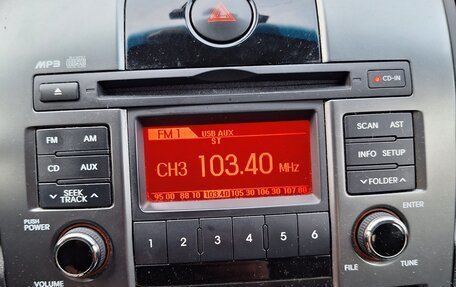 MP3
CD-IN
FM 1 USB AUX
ST
FM AM
SCAN AST
CD AUX
CH3 103.40 MHz
INFO SETUP
SEEK
TRACK
FOLDER
95 00 88 10 103.40 105 30 106 30 107 80
PUSH
POWER
1 2 3 4 5 6
ENTER
VOLUME
FILE TUNE